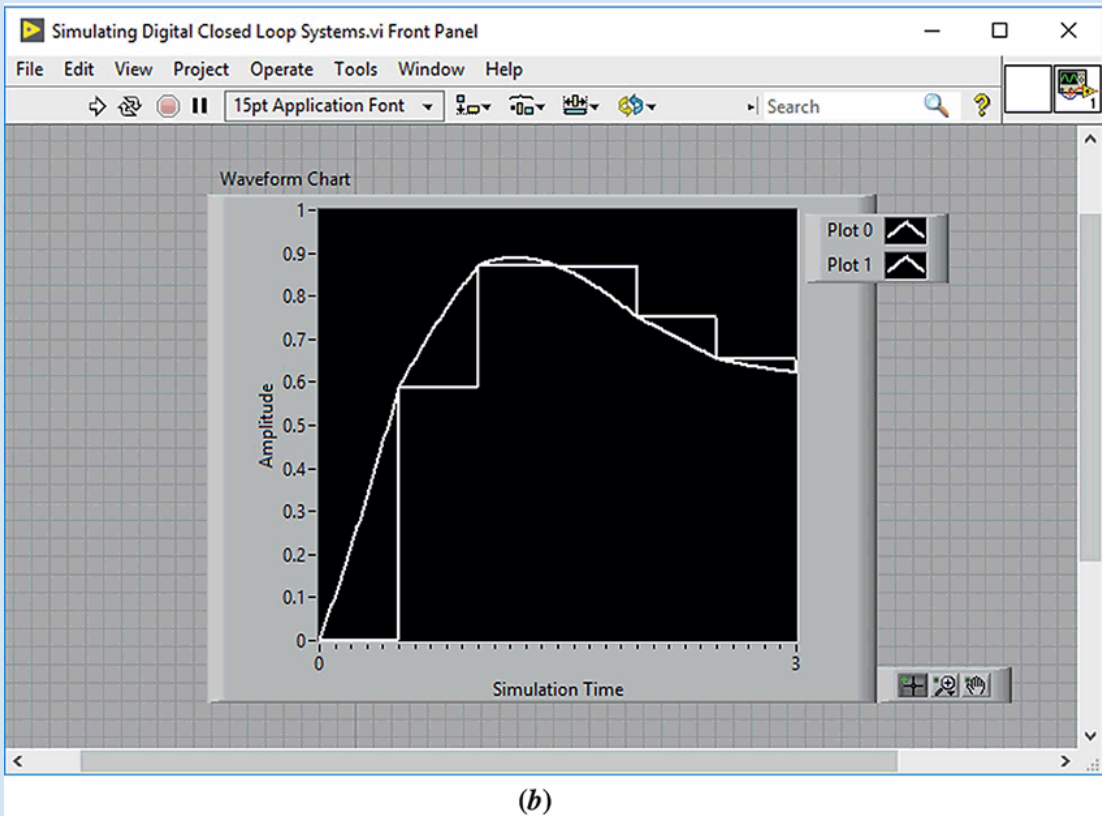 Simulating Digital Closed Loop Systems.vi Front Panel
File Edit View Project Operate Tools Window Help
15pt Application Font Search 1
Waveform Chart
Plot 0
Plot 1
1
0.9
0.8
0.7
0.6
0.5
0.4
0.3
0.2
0.1
0
Amplitude
0 3
Simulation Time
(b)